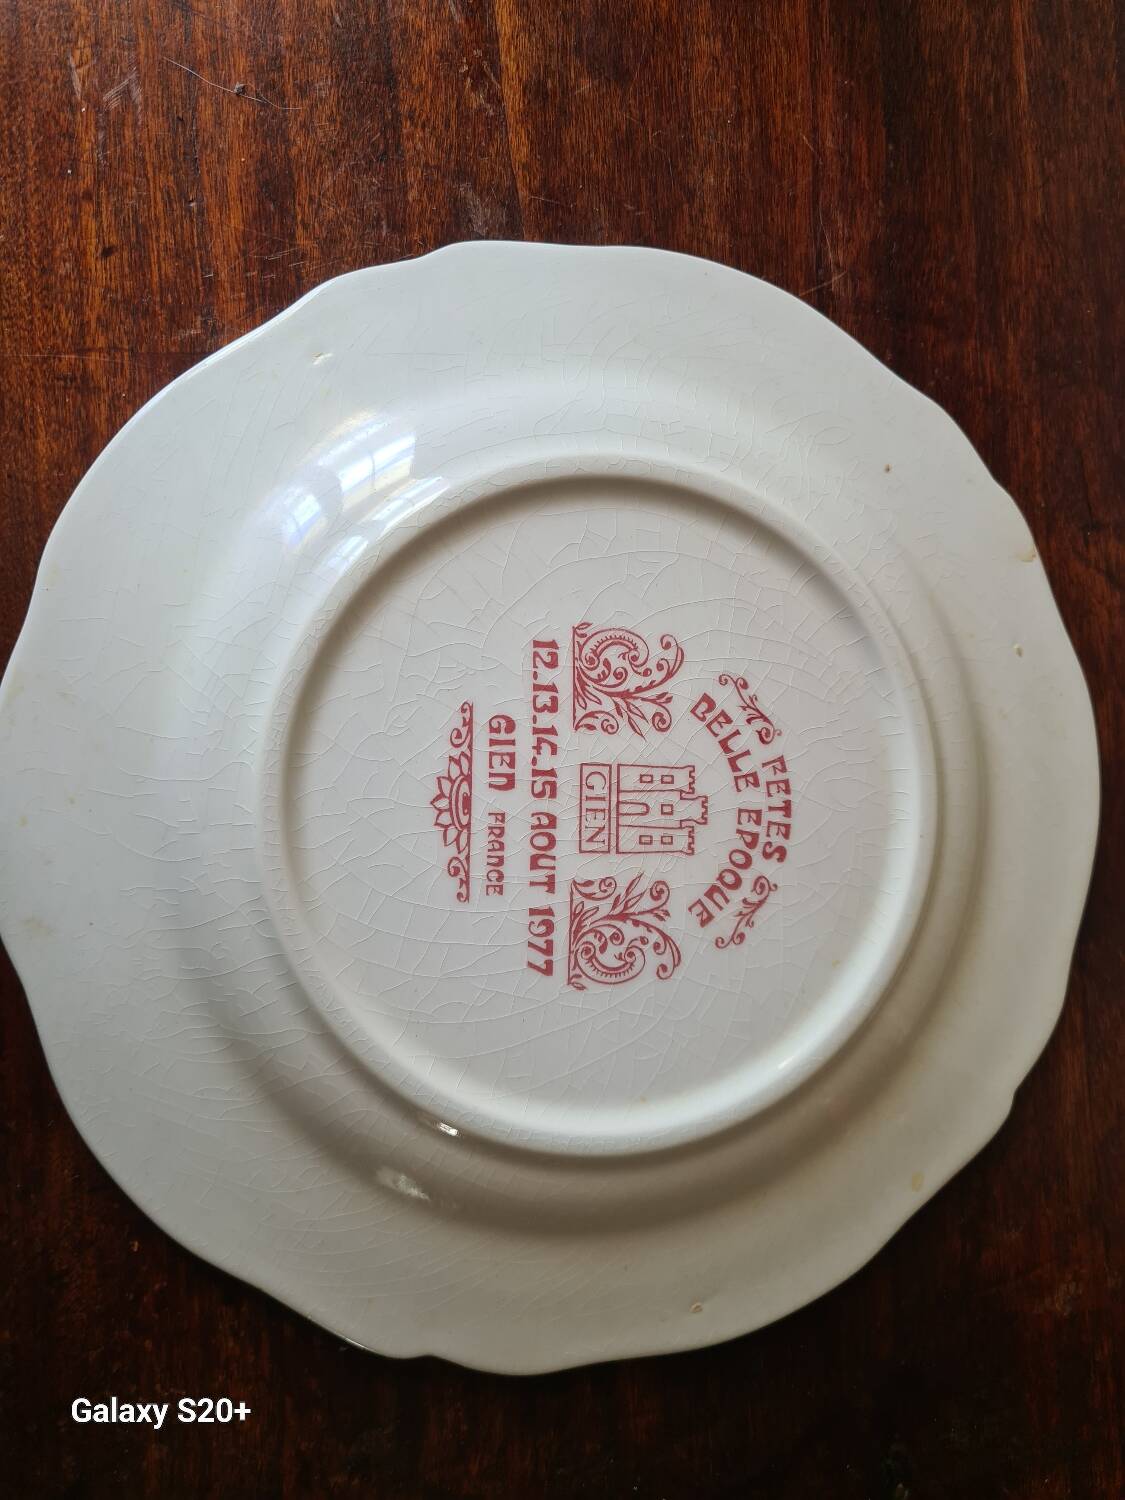 FETES
BELLE EPOQUE
GIEN
12.13.14.15 AOUT 1977
GIEN FRANCE
Galaxy S20+